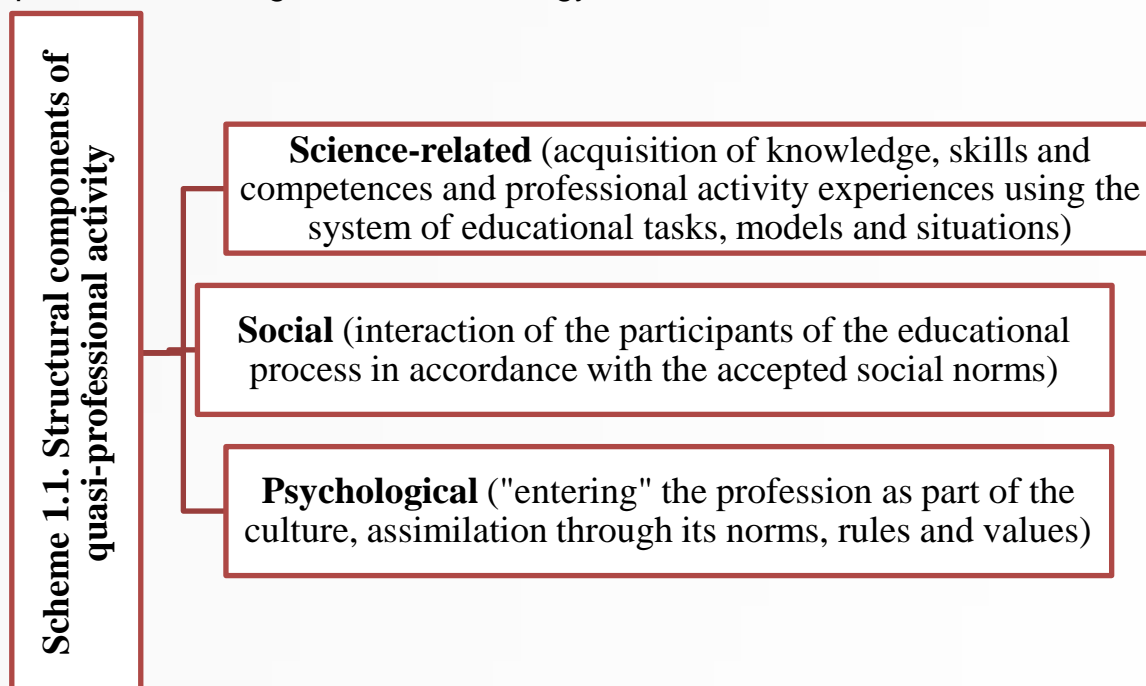 Scheme 1.1. Structural components of
quasi-professional activity
Science-related (acquisition of knowledge, skills and
competences and professional activity experiences using the
system of educational tasks, models and situations)
Social (interaction of the participants of the educational
process in accordance with the accepted social norms)
Psychological ("entering" the profession as part of the
culture, assimilation through its norms, rules and values)